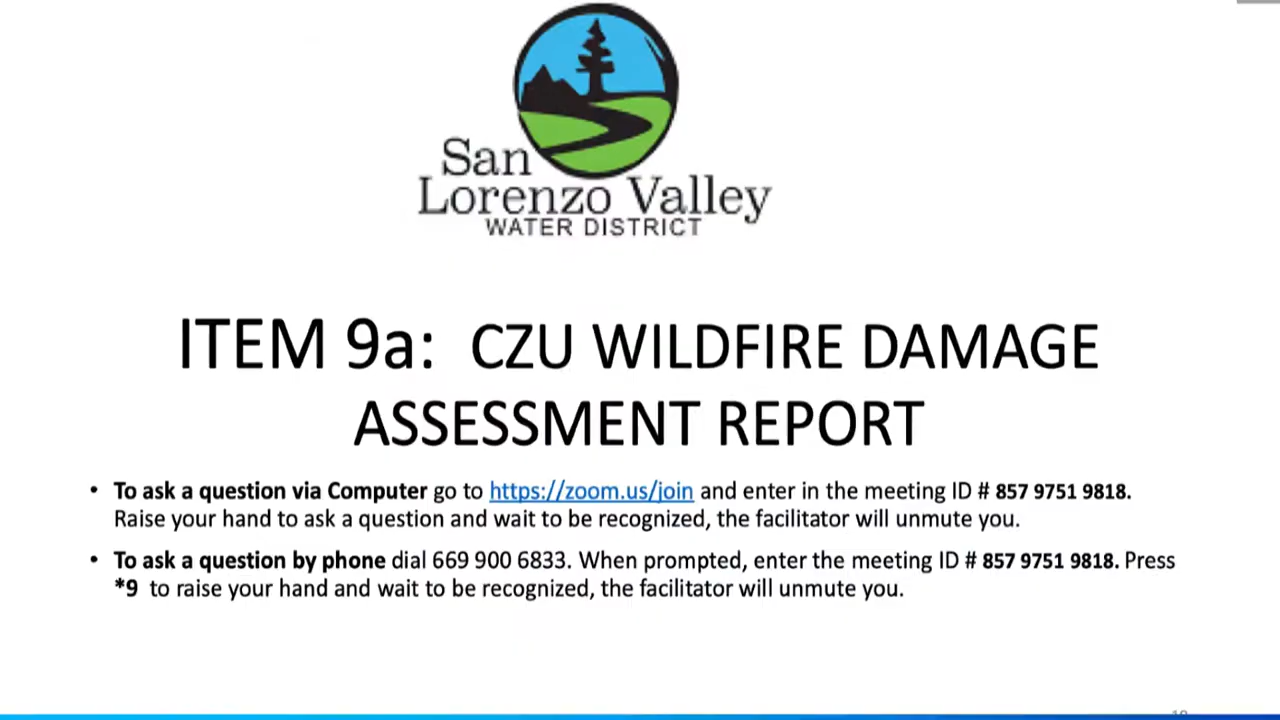 San
Lorenzo Valley
WATER DISTRICT
ITEM 9a: CZU WILDFIRE DAMAGE
ASSESSMENT REPORT
• To ask a question via Computer go to https://zoom.us/join and enter in the meeting ID # 857 9751 9818.
Raise your hand to ask a question and wait to be recognized, the facilitator will unmute you.
• To ask a question by phone dial 669 900 6833. When prompted, enter the meeting ID # 857 9751 9818. Press
*9 to raise your hand and wait to be recognized, the facilitator will unmute you.